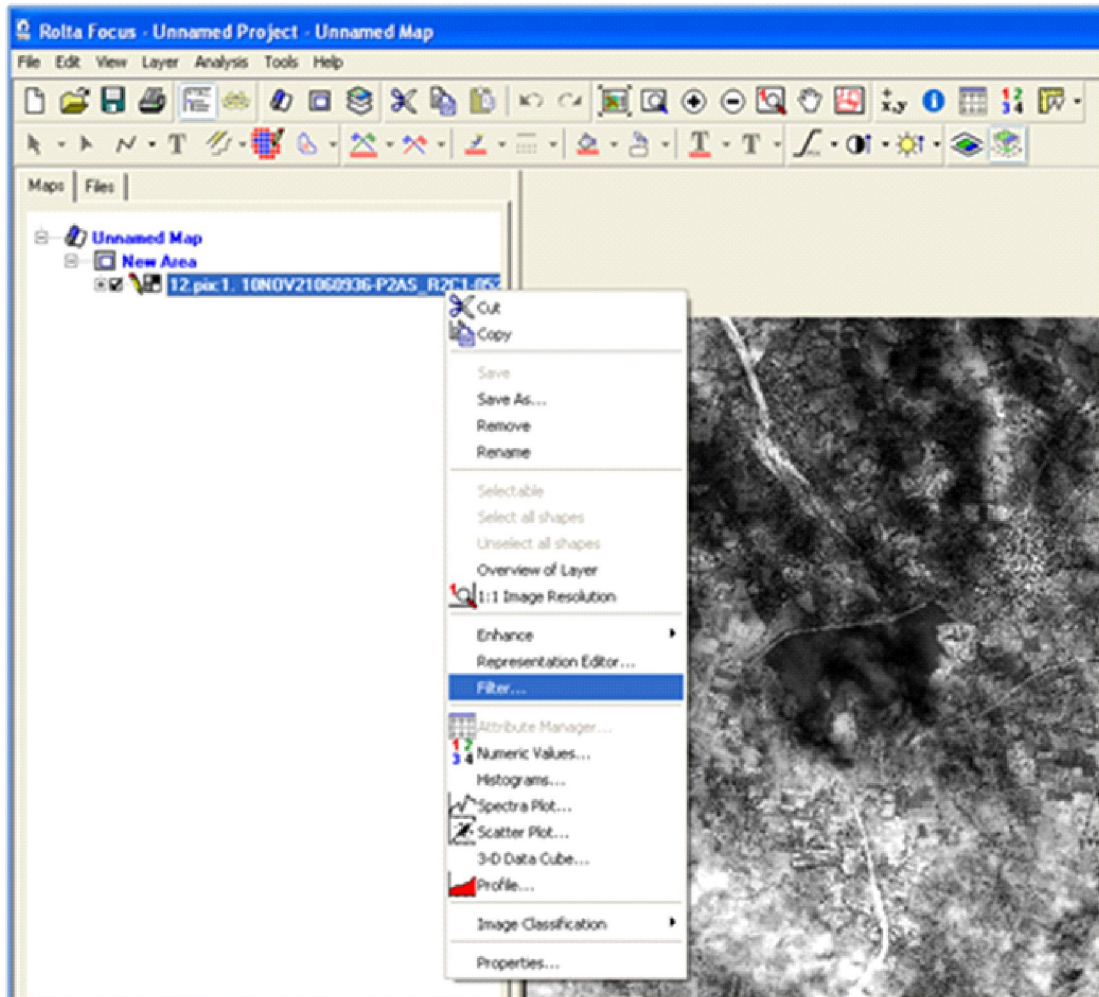 Rolta Focus - Unnamed Project - Unnamed Map
File Edit View Layer Analysis Tools Help
Maps Files
Unnamed Map
New Area
12.pix:1. 10NOV21060936-P2AS_R2C1-052
Cut
Copy
Save
Save As...
Remove
Rename
Selectable
Select all shapes
Unselect all shapes
Overview of Layer
1:1 Image Resolution
Enhance
Representation Editor...
Filter...
Attribute Manager...
Numeric Values...
Histograms...
Spectra Plot...
Scatter Plot...
3-D Data Cube...
Profile...
Image Classification
Properties...